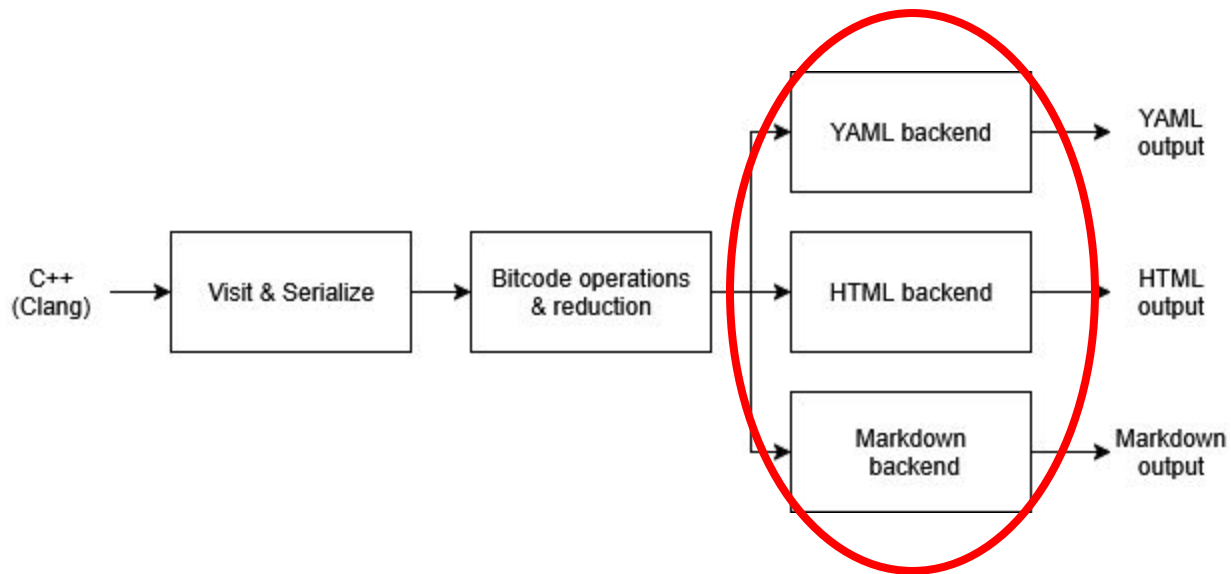 C++
(Clang)
Visit & Serialize
Bitcode operations
& reduction
YAML backend
YAML
output
HTML backend
HTML
output
Markdown
backend
Markdown
output